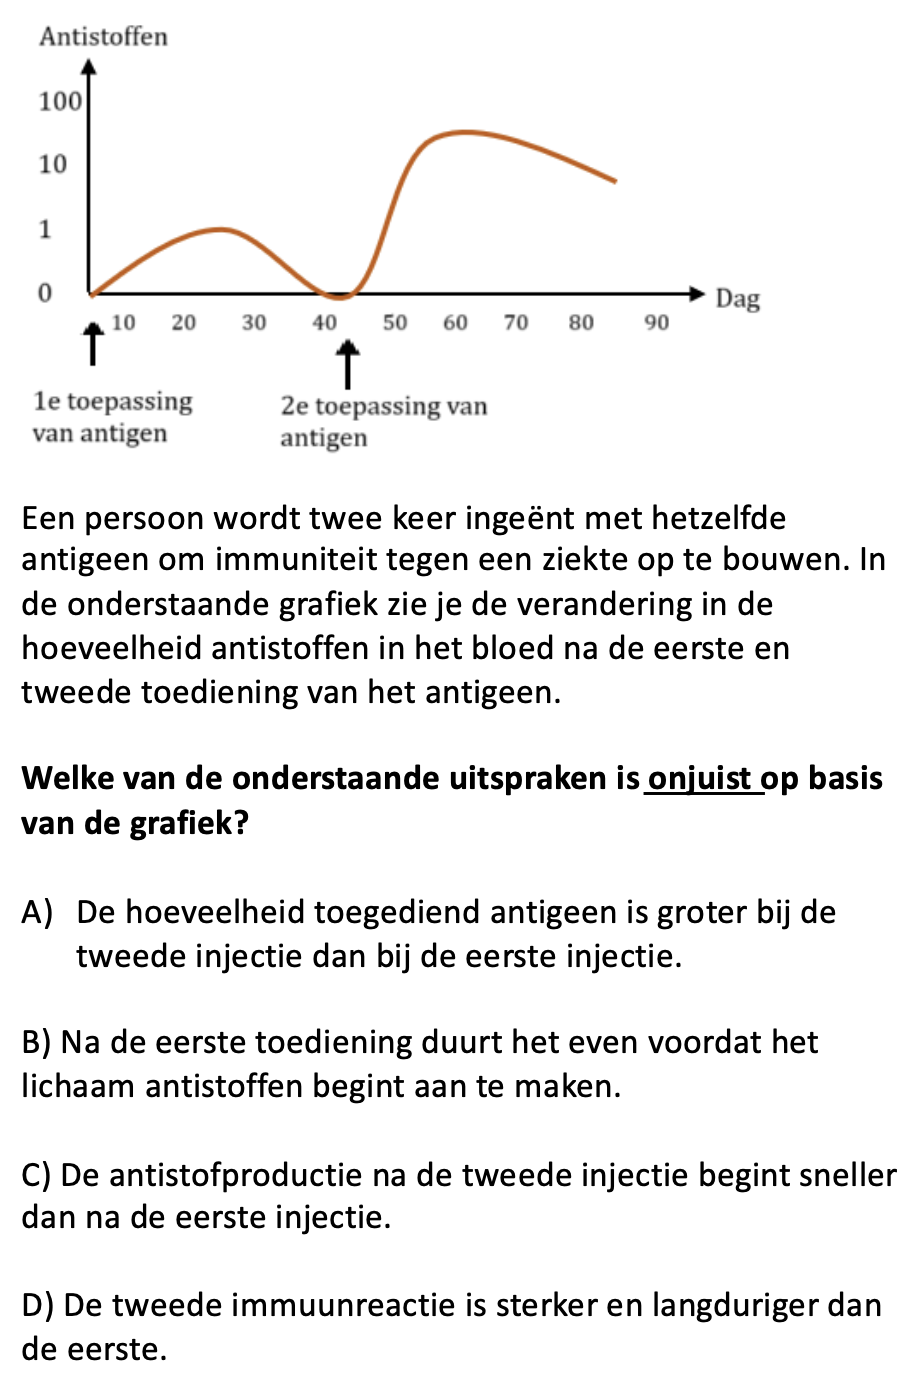 Antistoffen
100
10
1
0
Dag
10 20 30 40 50 60 70 80 90
1e toepassing
van antigen
2e toepassing van
antigen
Een persoon wordt twee keer ingeënt met hetzelfde
antigeen om immuniteit tegen een ziekte op te bouwen. In
de onderstaande grafiek zie je de verandering in de
hoeveelheid antistoffen in het bloed na de eerste en
tweede toediening van het antigeen.
Welke van de onderstaande uitspraken is onjuist op basis
van de grafiek?
A) De hoeveelheid toegediend antigeen is groter bij de
tweede injectie dan bij de eerste injectie.
B) Na de eerste toediening duurt het even voordat het
lichaam antistoffen begint aan te maken.
C) De antistofproductie na de tweede injectie begint sneller
dan na de eerste injectie.
D) De tweede immuunreactie is sterker en langduriger dan
de eerste.